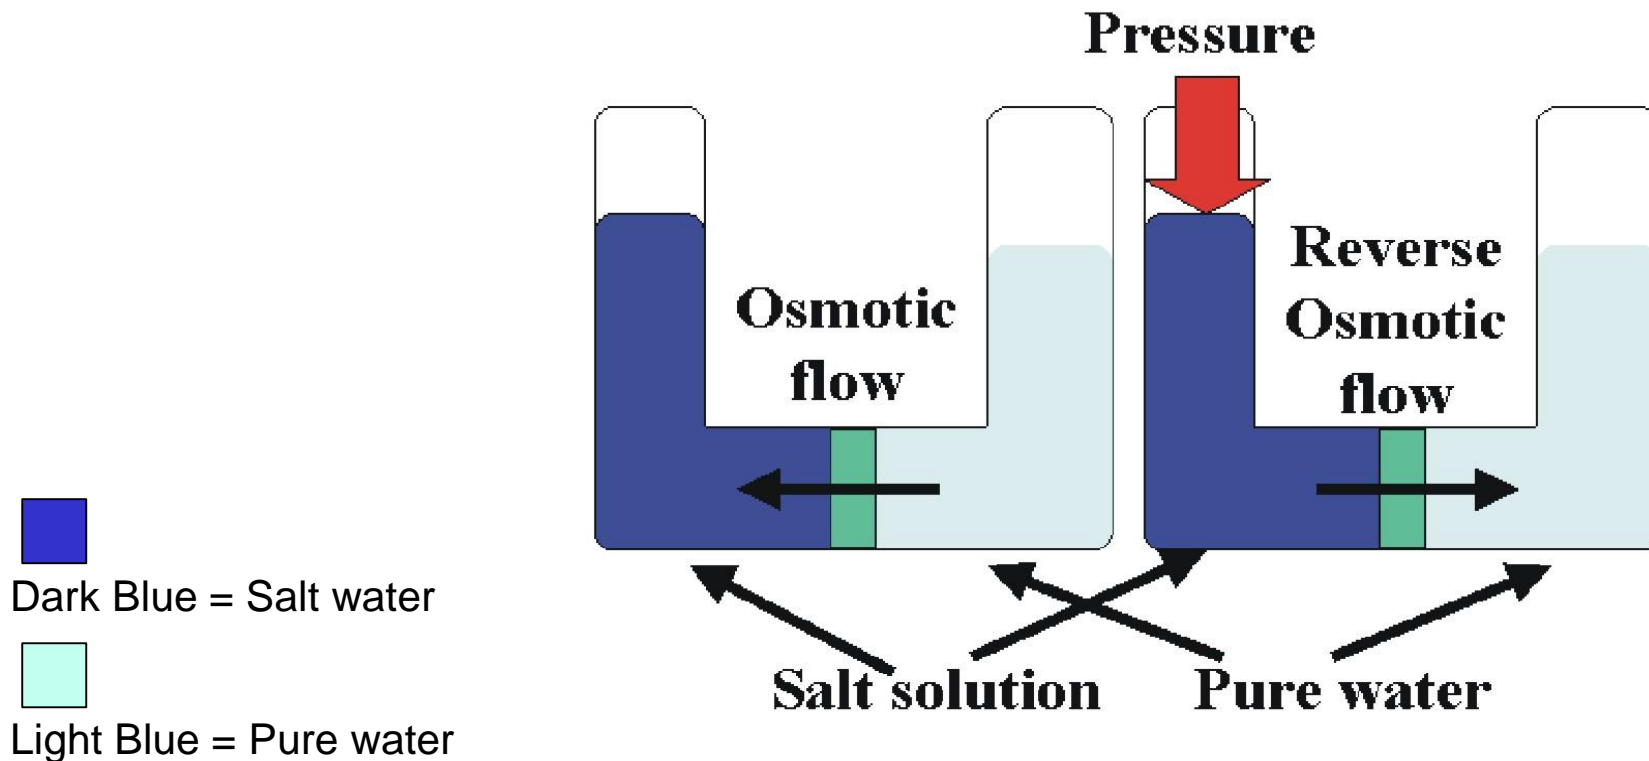 Pressure
Osmotic
flow
Reverse
Osmotic
flow
Dark Blue = Salt water
Light Blue = Pure water
Salt solution
Pure water